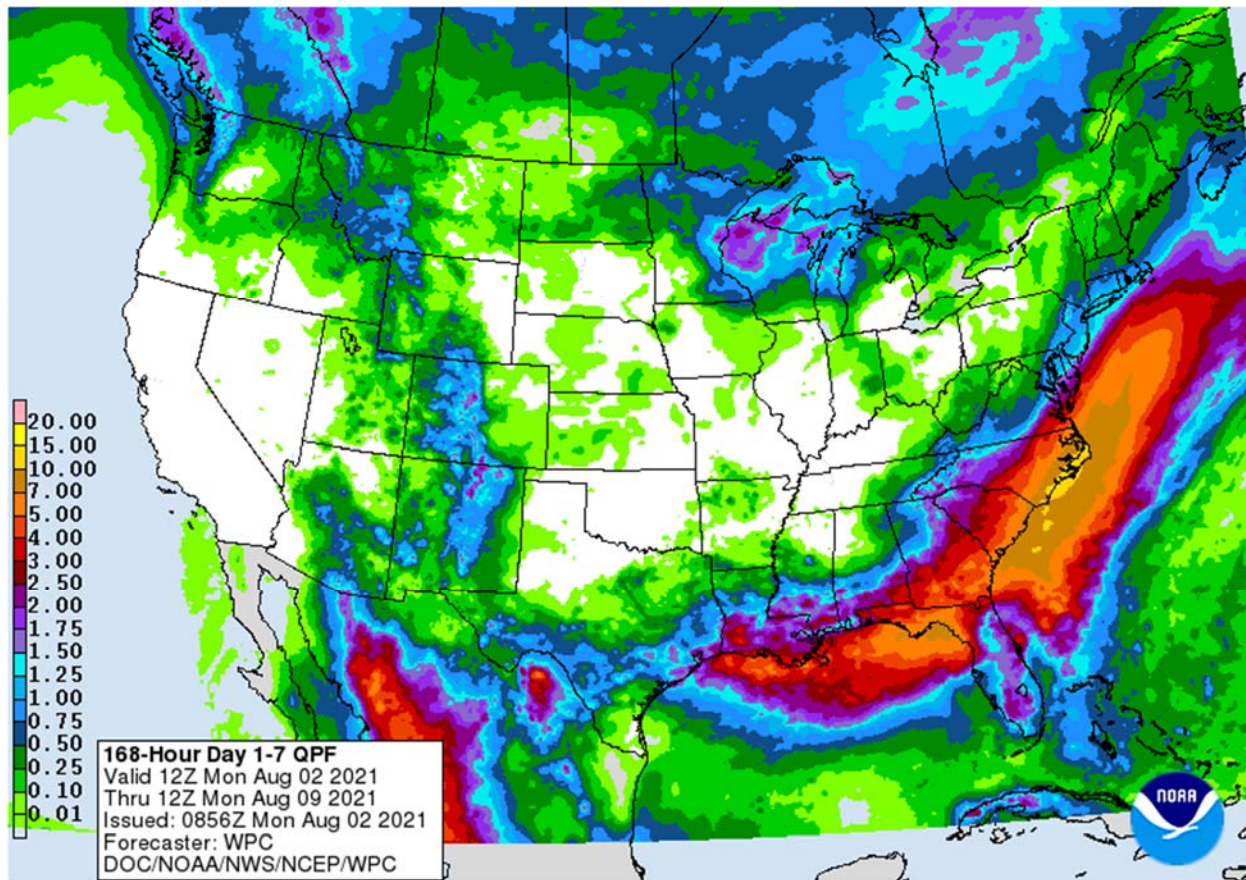 20.00
15.00
10.00
7.00
5.00
4.00
3.00
2.50
2.00
1.75
1.50
1.25
1.00
0.75
0.50
0.25
0.10
0.01
168-Hour Day 1-7 QPF
Valid 12Z Mon Aug 02 2021
Thru 12Z Mon Aug 09 2021
Issued: 0856Z Mon Aug 02 2021
Forecaster: WPC
DOC/NOAA/NWS/NCEP/WPC
NOAA